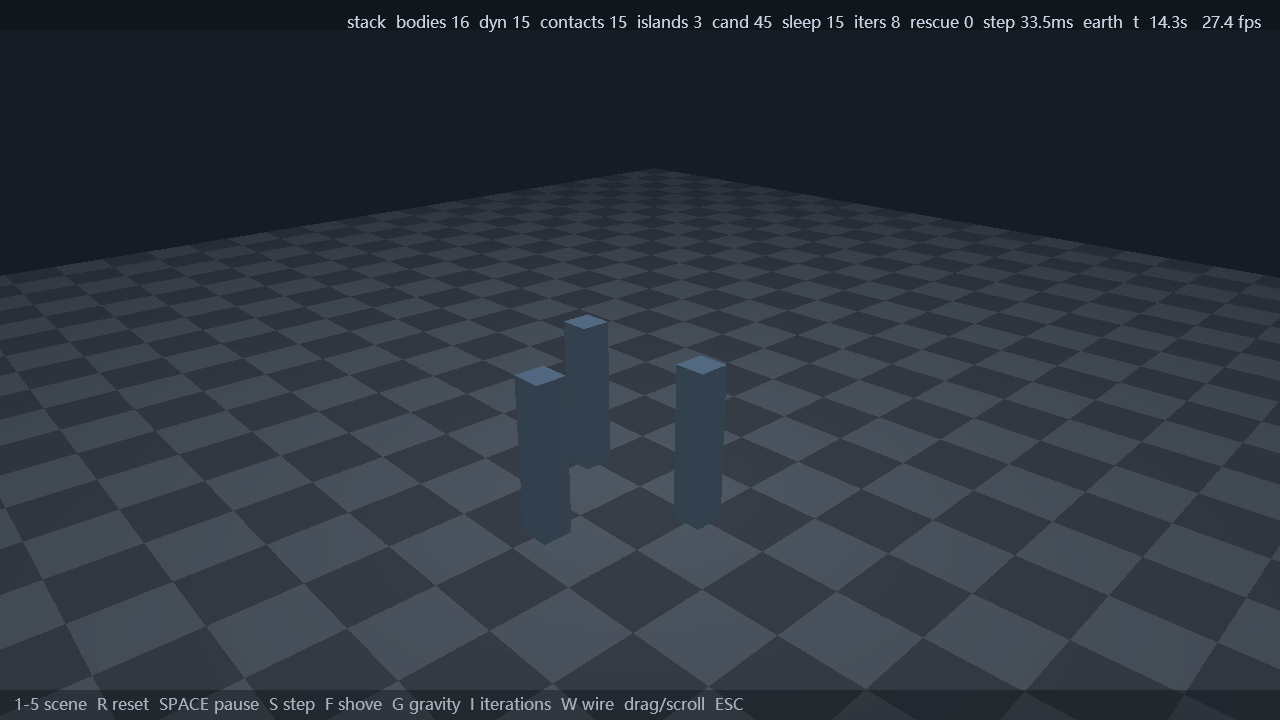 stack bodies 16 dyn 15 contacts 15 islands 3 cand 45 sleep 15 iters 8 rescue 0 step 33.5ms earth t 14.3s 27.4 fps
1-5 scene R reset SPACE pause S step F shove G gravity I iterations W wire drag/scroll ESC